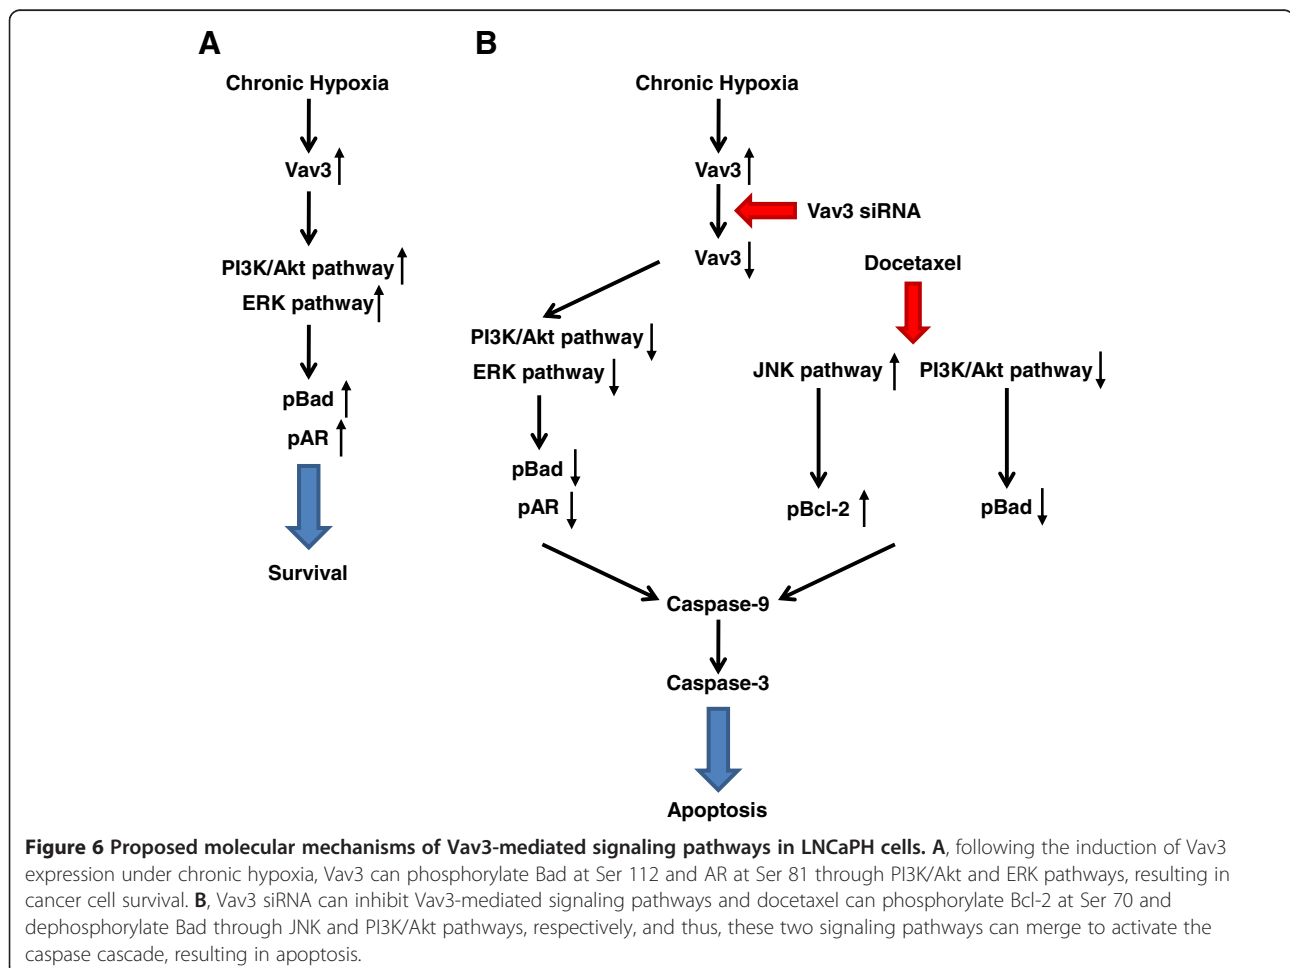 A
Chronic Hypoxia
Vav3
PI3K/Akt pathway
ERK pathway
pBad
pAR
Survival
B
Chronic Hypoxia
Vav3
Vav3 siRNA
Vav3
Docetaxel
PI3K/Akt pathway
ERK pathway
JNK pathway
PI3K/Akt pathway
pBad
pAR
pBcl-2
pBad
Caspase-9
Caspase-3
Apoptosis
Figure 6 Proposed molecular mechanisms of Vav3-mediated signaling pathways in LNCaPH cells. A, following the induction of Vav3
expression under chronic hypoxia, Vav3 can phosphorylate Bad at Ser 112 and AR at Ser 81 through PI3K/Akt and ERK pathways, resulting in
cancer cell survival. B, Vav3 siRNA can inhibit Vav3-mediated signaling pathways and docetaxel can phosphorylate Bcl-2 at Ser 70 and
dephosphorylate Bad through JNK and PI3K/Akt pathways, respectively, and thus, these two signaling pathways can merge to activate the
caspase cascade, resulting in apoptosis.